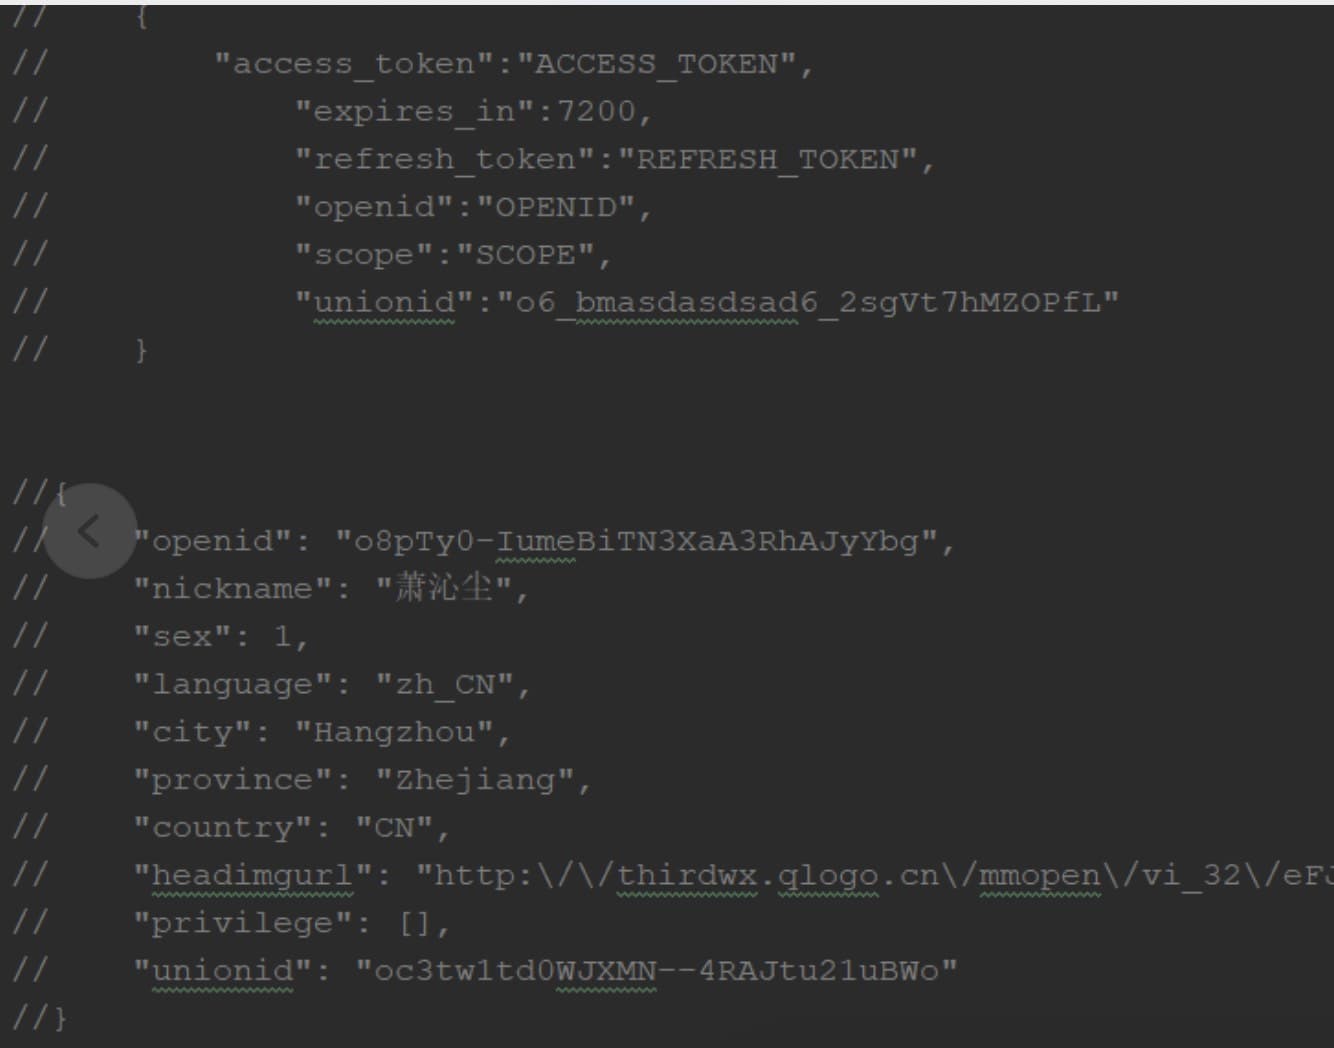 // {
// "access_token":"ACCESS_TOKEN",
// "expires_in":7200,
// "refresh_token":"REFRESH_TOKEN",
// "openid":"OPENID",
// "scope":"SCOPE",
// "unionid":"o6_bmasdasdsad6_2sgVt7hMZOPfL"
// }
//{
// "openid": "o8pTy0-IumeBiTN3XaA3RhAJyYbg",
// "nickname": "萧沁尘",
// "sex": 1,
// "language": "zh_CN",
// "city": "Hangzhou",
// "province": "Zhejiang",
// "country": "CN",
// "headimgurl": "http:\/\/thirdwx.qlogo.cn\/mmopen\/vi_32\/eFJ
// "privilege": [],
// "unionid": "oc3tw1td0WJXMN--4RAJtu21uBWo"
//}